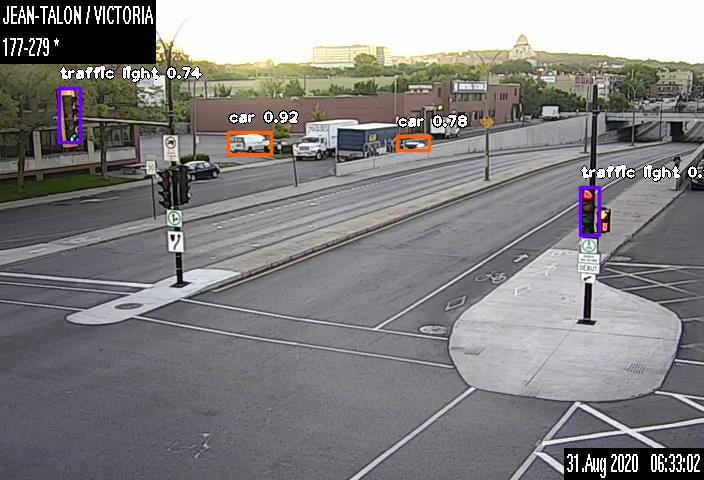 JEAN-TALON / VICTORIA
177-279 *
traffic light 0.74
car 0.92
car 0.78
traffic light 0.
DÉBUT
31.Aug 2020 06:33:02